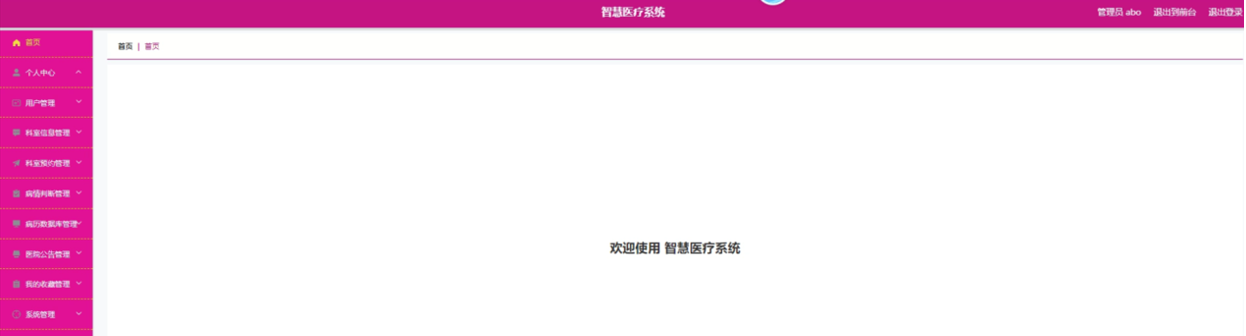 智慧医疗系统
管理员 abo 退出到前台 退出登录
首页
个人中心
用户管理
科室信息管理
科室预约管理
病情判断管理
病历数据库管理
医院公告管理
我的收藏管理
系统管理
首页 | 首页
欢迎使用 智慧医疗系统